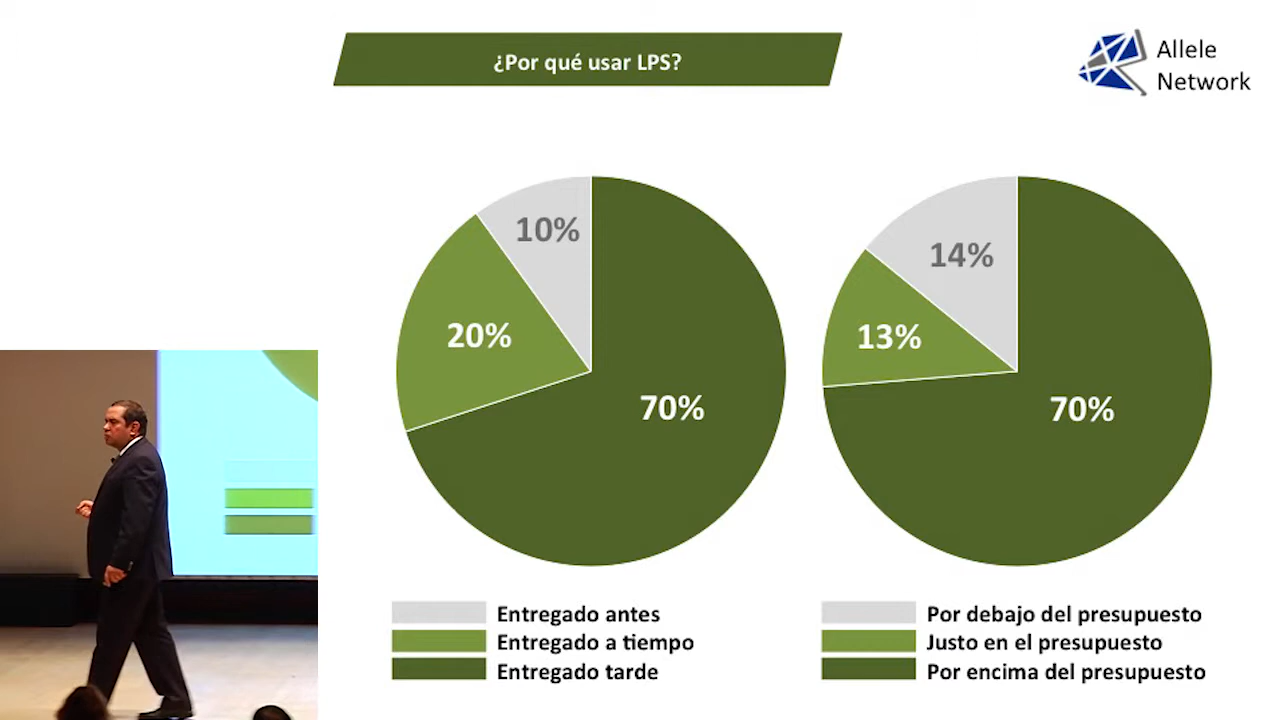 ¿Por qué usar LPS?
Allele
Network
10%
20%
70%
14%
13%
70%
Entregado antes
Entregado a tiempo
Entregado tarde
Por debajo del presupuesto
Justo en el presupuesto
Por encima del presupuesto